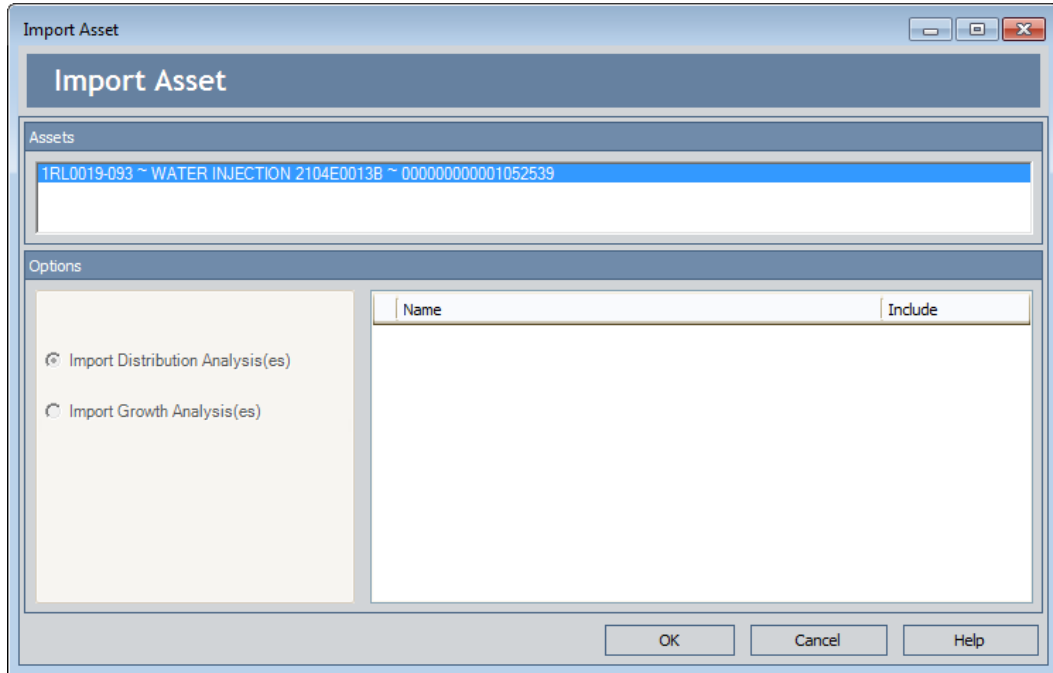 Import Asset
Import Asset
Assets
1RL0019-093 ~ WATER INJECTION 2104E0013B ~ 000000000001052539
Options
Name Include
Import Distribution Analysis(es)
Import Growth Analysis(es)
OK Cancel Help